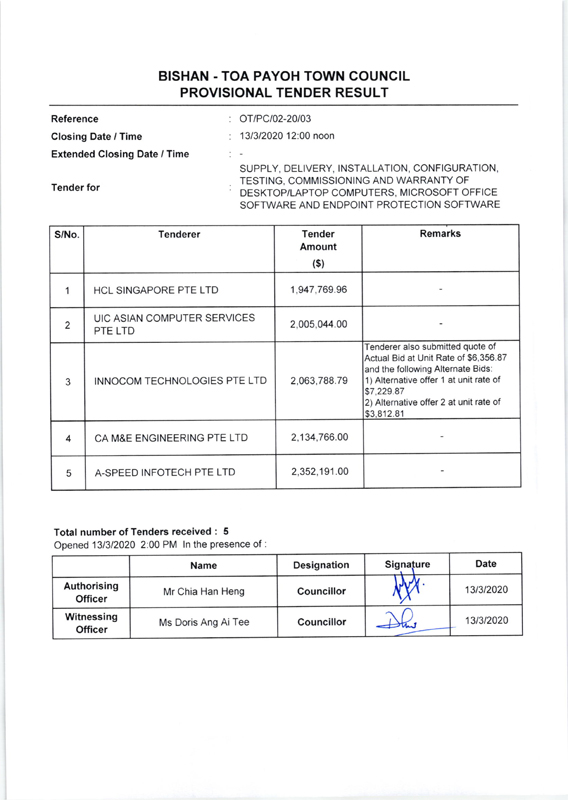 BISHAN - TOA PAYOH TOWN COUNCIL
PROVISIONAL TENDER RESULT
Reference : OT/PC/02-20/03
Closing Date / Time : 13/3/2020 12:00 noon
Extended Closing Date / Time : -
Tender for : SUPPLY, DELIVERY, INSTALLATION, CONFIGURATION,
TESTING, COMMISSIONING AND WARRANTY OF
DESKTOP/LAPTOP COMPUTERS, MICROSOFT OFFICE
SOFTWARE AND ENDPOINT PROTECTION SOFTWARE
S/No. Tenderer Tender Remarks
Amount
($)
1 HCL SINGAPORE PTE LTD 1,947,769.96 -
2 UIC ASIAN COMPUTER SERVICES 2,005,044.00 -
PTE LTD
3 INNOCOM TECHNOLOGIES PTE LTD 2,063,788.79
Tenderer also submitted quote of
Actual Bid at Unit Rate of $6,356.87
and the following Alternate Bids:
1) Alternative offer 1 at unit rate of
$7,229.87
2) Alternative offer 2 at unit rate of
$3,812.81
4 CA M&E ENGINEERING PTE LTD 2,134,766.00 -
5 A-SPEED INFOTECH PTE LTD 2,352,191.00 -
Total number of Tenders received : 5
Opened 13/3/2020 2:00 PM In the presence of :
Name Designation Signature Date
Authorising Mr Chia Han Heng Councillor 13/3/2020
Officer
Witnessing Ms Doris Ang Ai Tee Councillor 13/3/2020
Officer